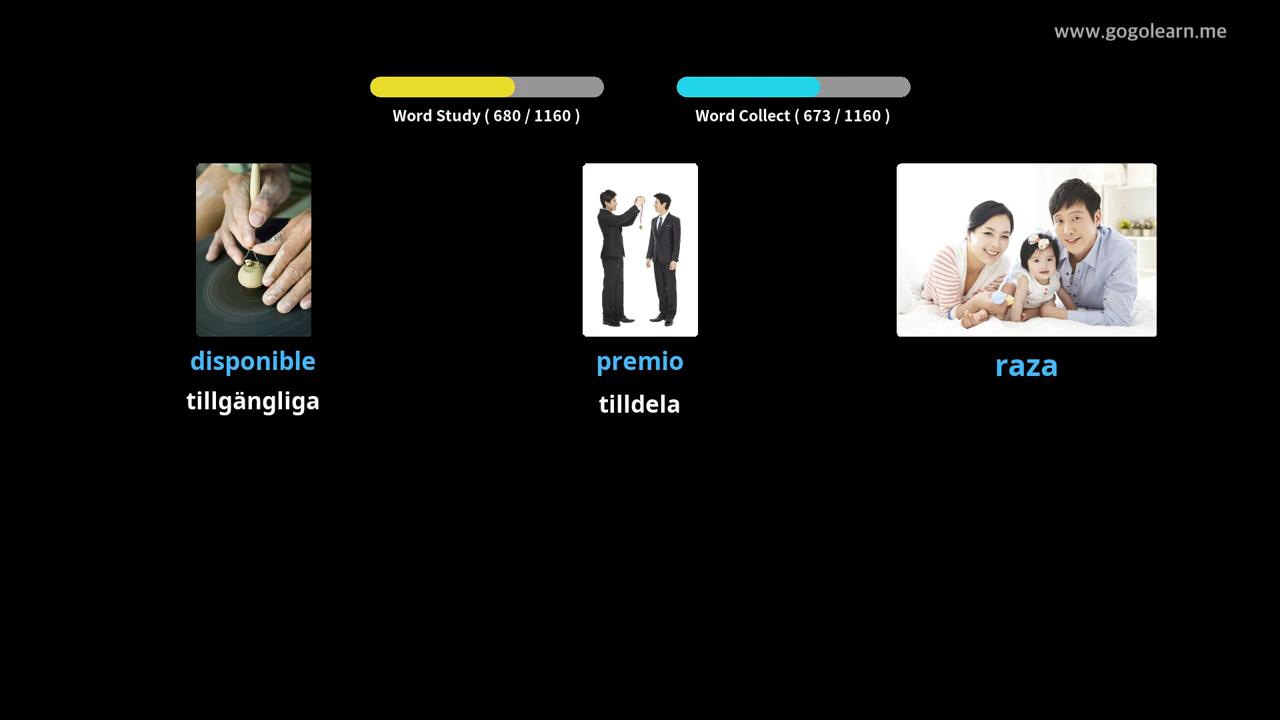 www.gogolearn.me
Word Study ( 680 / 1160 )
Word Collect ( 673 / 1160 )
disponible
tillgängliga
premio
tilldela
raza